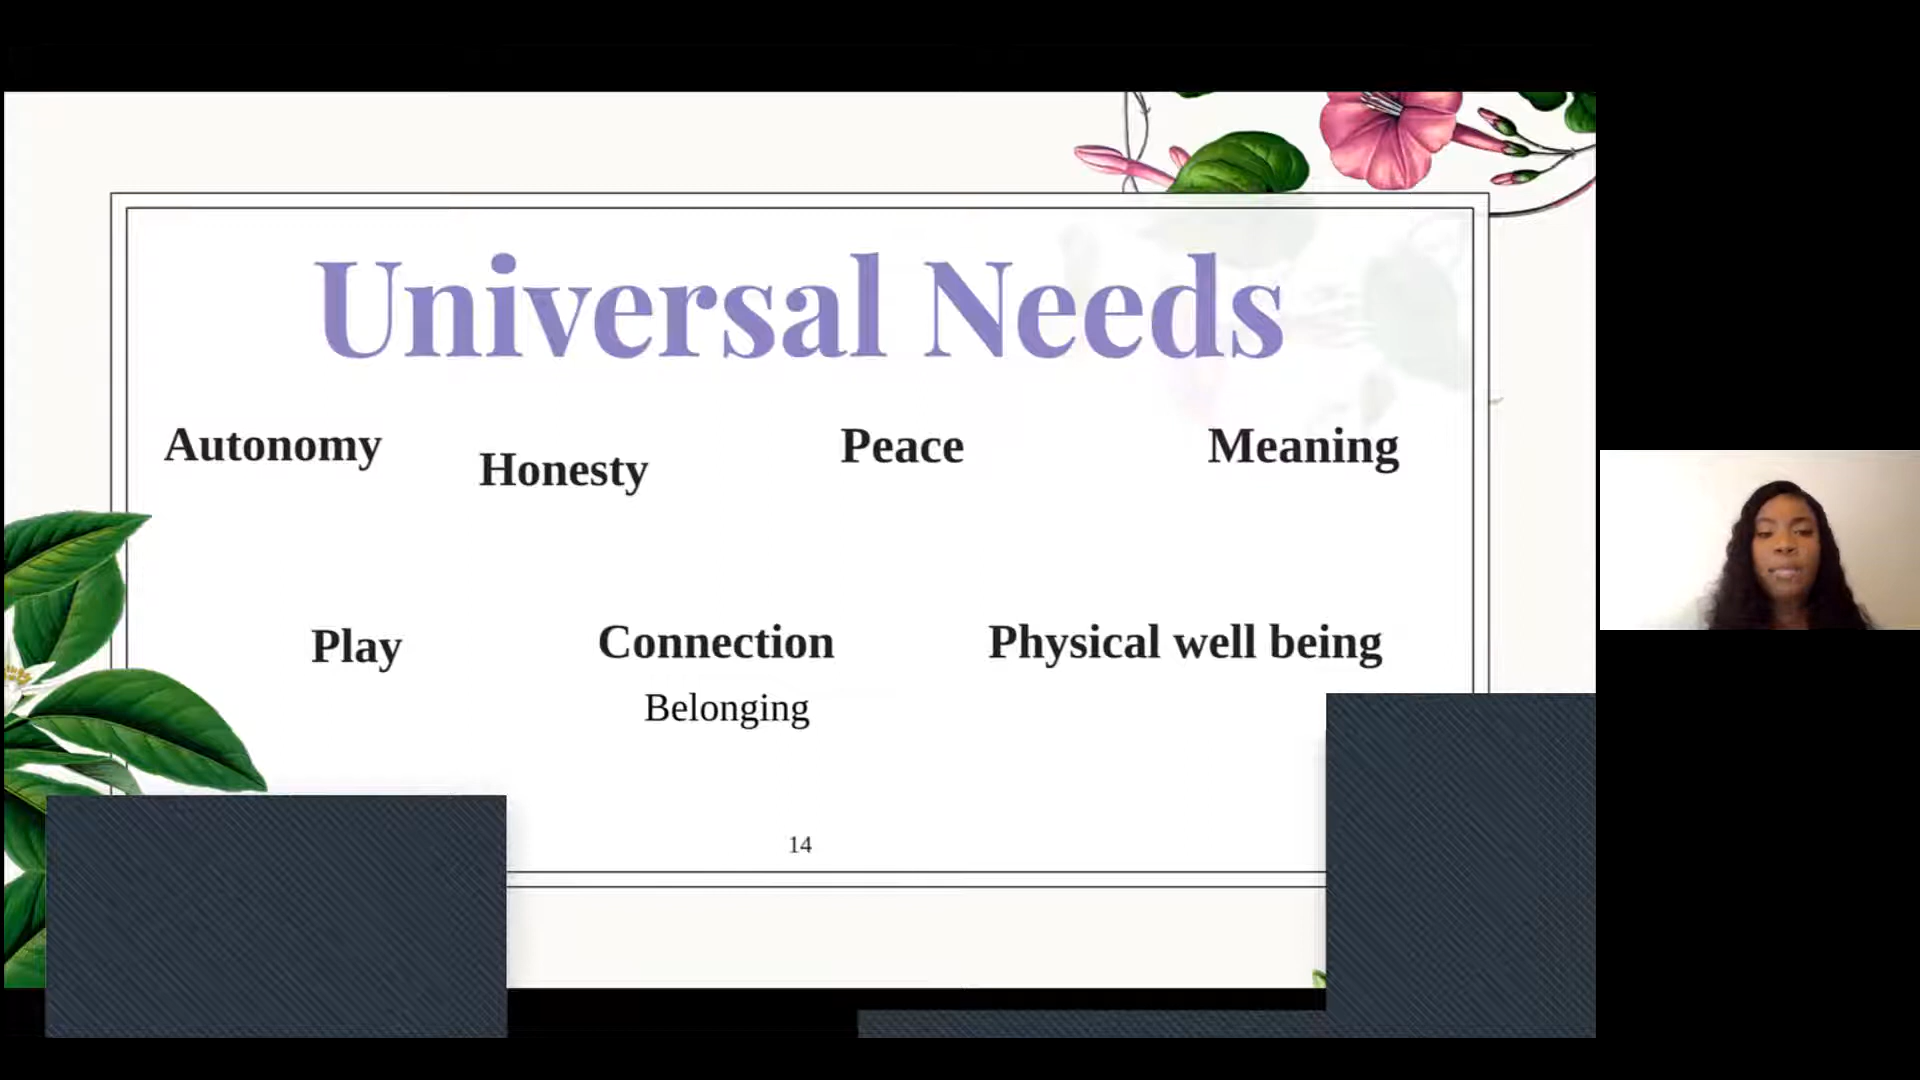 Universal Needs
Autonomy
Honesty
Peace
Meaning
Play
Connection
Physical well being
Belonging
14